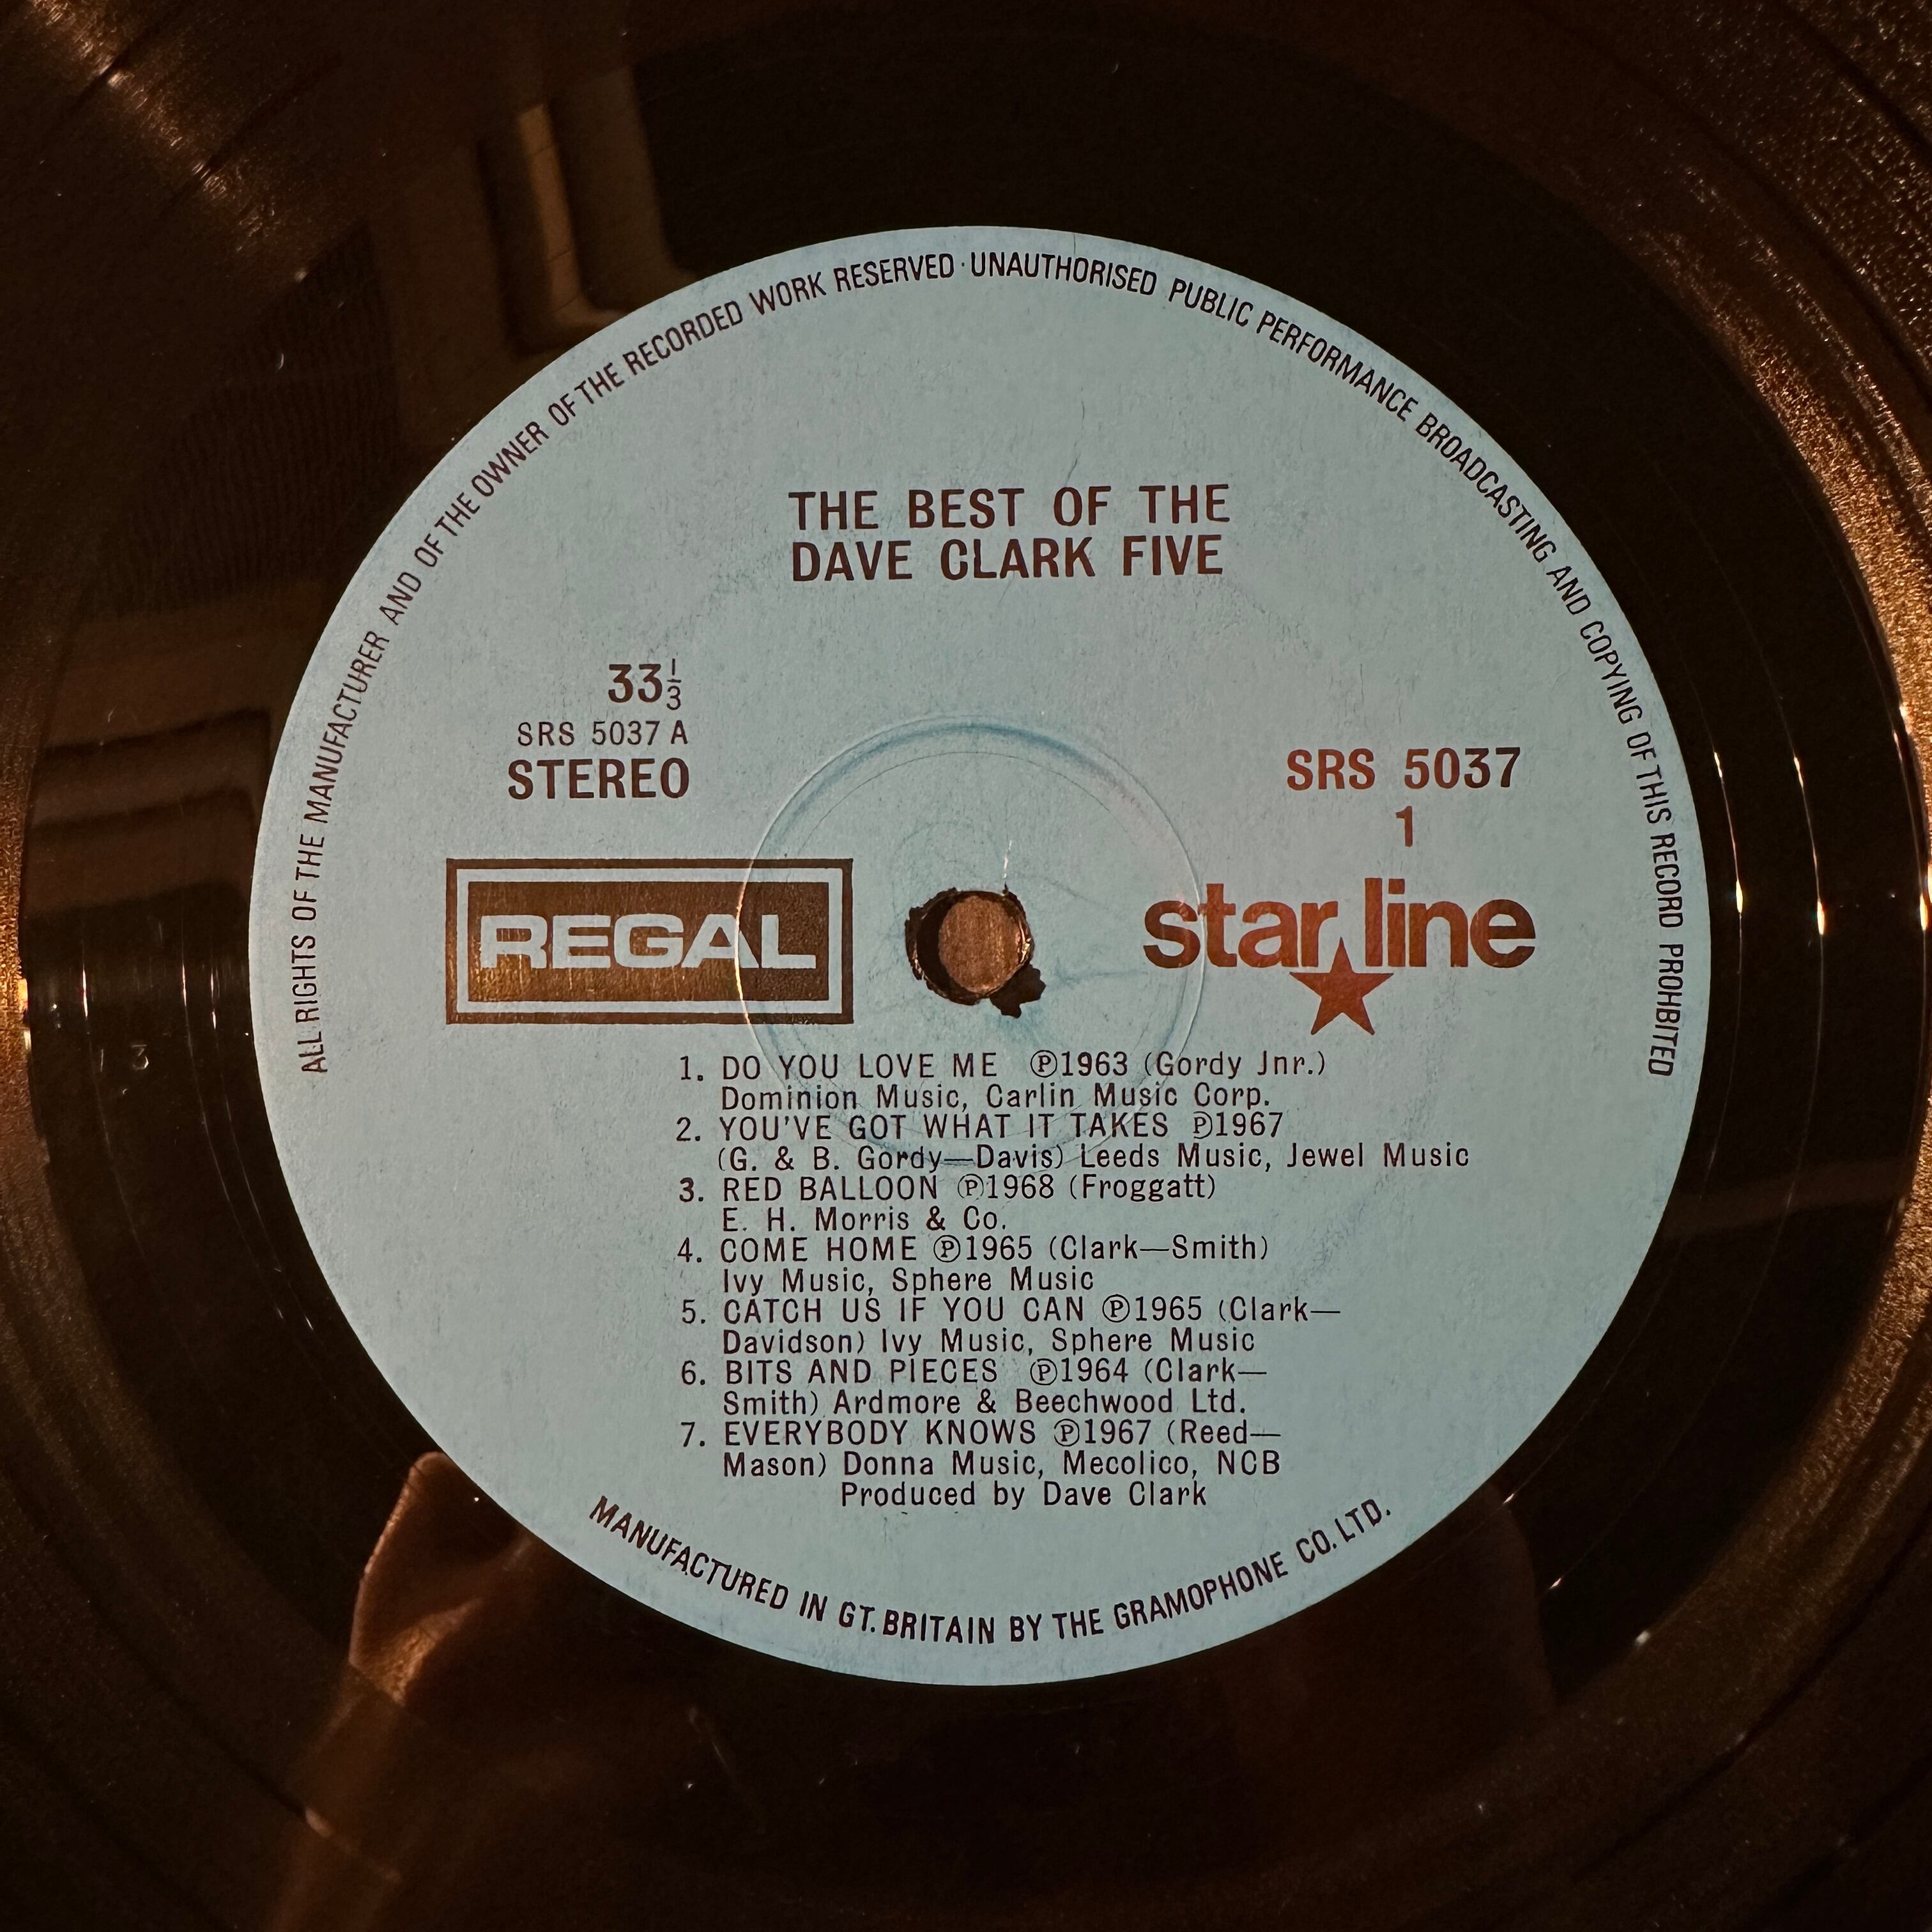 ALL RIGHTS OF THE MANUFACTURER AND OF THE OWNER OF THE RECORDED WORK RESERVED · UNAUTHORISED PUBLIC PERFORMANCE BROADCASTING AND COPYING OF THIS RECORD PROHIBITED
THE BEST OF THE
DAVE CLARK FIVE
33⅓
SRS 5037 A
STEREO
SRS 5037
1
REGAL
starline
1. DO YOU LOVE ME ℗1963 (Gordy Jnr.)
Dominion Music, Carlin Music Corp.
2. YOU'VE GOT WHAT IT TAKES ℗1967
(G. & B. Gordy—Davis) Leeds Music, Jewel Music
3. RED BALLOON ℗1968 (Froggatt)
E. H. Morris & Co.
4. COME HOME ℗1965 (Clark—Smith)
Ivy Music, Sphere Music
5. CATCH US IF YOU CAN ℗1965 (Clark—
Davidson) Ivy Music, Sphere Music
6. BITS AND PIECES ℗1964 (Clark—
Smith) Ardmore & Beechwood Ltd.
7. EVERYBODY KNOWS ℗1967 (Reed—
Mason) Donna Music, Mecolico, NCB
Produced by Dave Clark
MANUFACTURED IN GT. BRITAIN BY THE GRAMOPHONE CO. LTD.